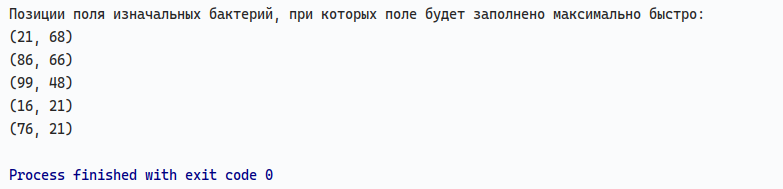 Позиции поля изначальных бактерий, при которых поле будет заполнено максимально быстро:
(21, 68)
(86, 66)
(99, 48)
(16, 21)
(76, 21)
Process finished with exit code 0